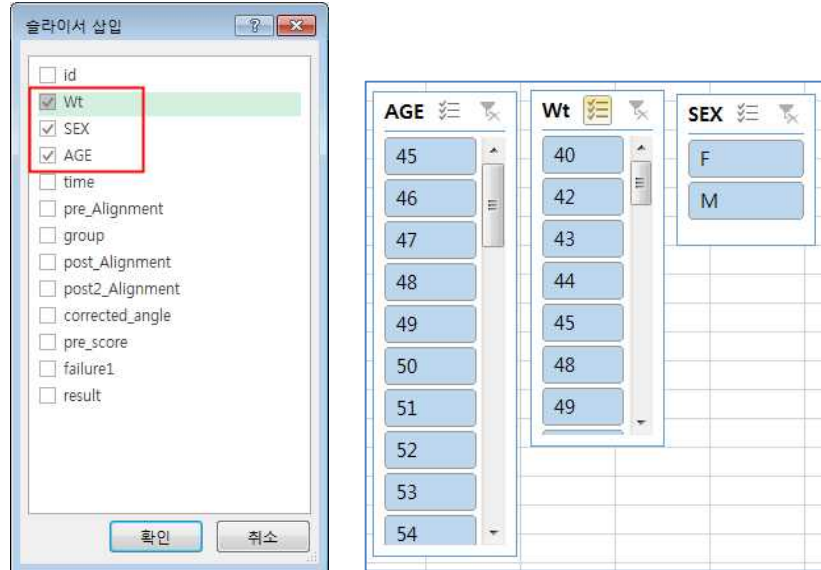 슬라이서 삽입
id
Wt
SEX
AGE
time
pre_Alignment
group
post_Alignment
post2_Alignment
corrected_angle
pre_score
failure1
result
확인
취소
AGE
45
46
47
48
49
50
51
52
53
54
Wt
40
42
43
44
45
48
49
SEX
F
M